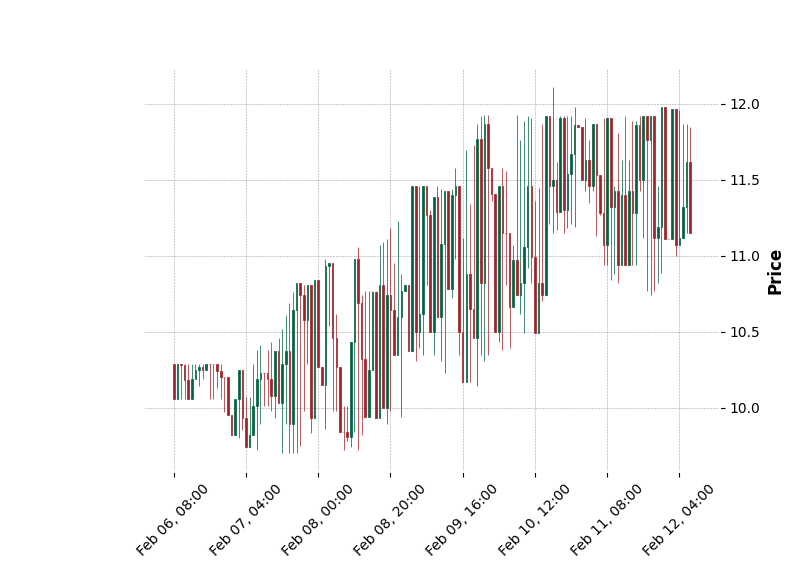 12.0
11.5
11.0
10.5
10.0
Price
Feb 06, 08:00
Feb 07, 04:00
Feb 08, 00:00
Feb 08, 20:00
Feb 09, 16:00
Feb 10, 12:00
Feb 11, 08:00
Feb 12, 04:00